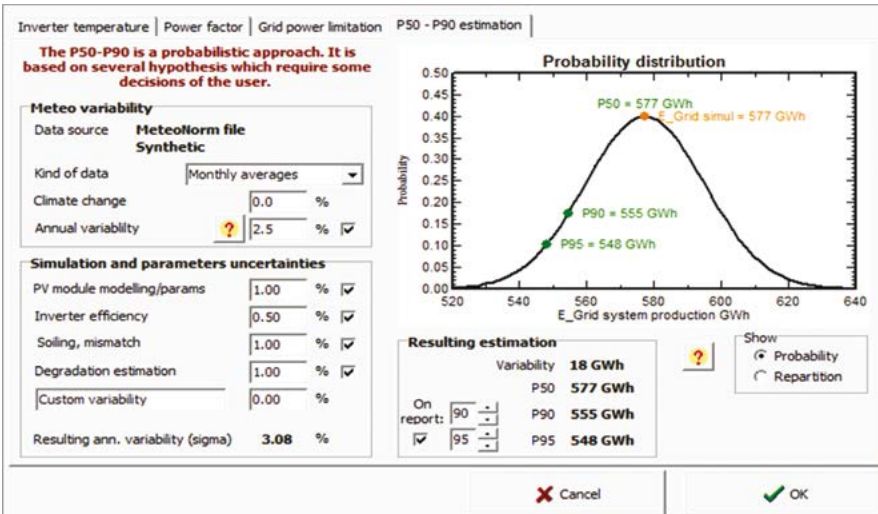 Inverter temperature | Power factor | Grid power limitation | P50 - P90 estimation
The P50-P90 is a probabilistic approach. It is
based on several hypothesis which require some
decisions of the user.
Meteo variability
Data source MeteoNorm file
Synthetic
Kind of data Monthly averages
Climate change 0.0 %
Annual variablity ? 2.5 %
Simulation and parameters uncertainties
PV module modelling/params 1.00 %
Inverter efficiency 0.50 %
Soiling, mismatch 1.00 %
Degradation estimation 1.00 %
Custom variability 0.00 %
Resulting ann. variability (sigma) 3.08 %
Probability distribution
Probability
0.50
0.45
0.40
0.35
0.30
0.25
0.20
0.15
0.10
0.05
0.00
P50 = 577 GWh
E_Grid simul = 577 GWh
P90 = 555 GWh
P95 = 548 GWh
520 540 560 580 600 620 640
E_Grid system production GWh
Resulting estimation
Variability 18 GWh
P50 577 GWh
On
report: 90 P90 555 GWh
95 P95 548 GWh
?
Show
Probability
Repartition
Cancel
OK